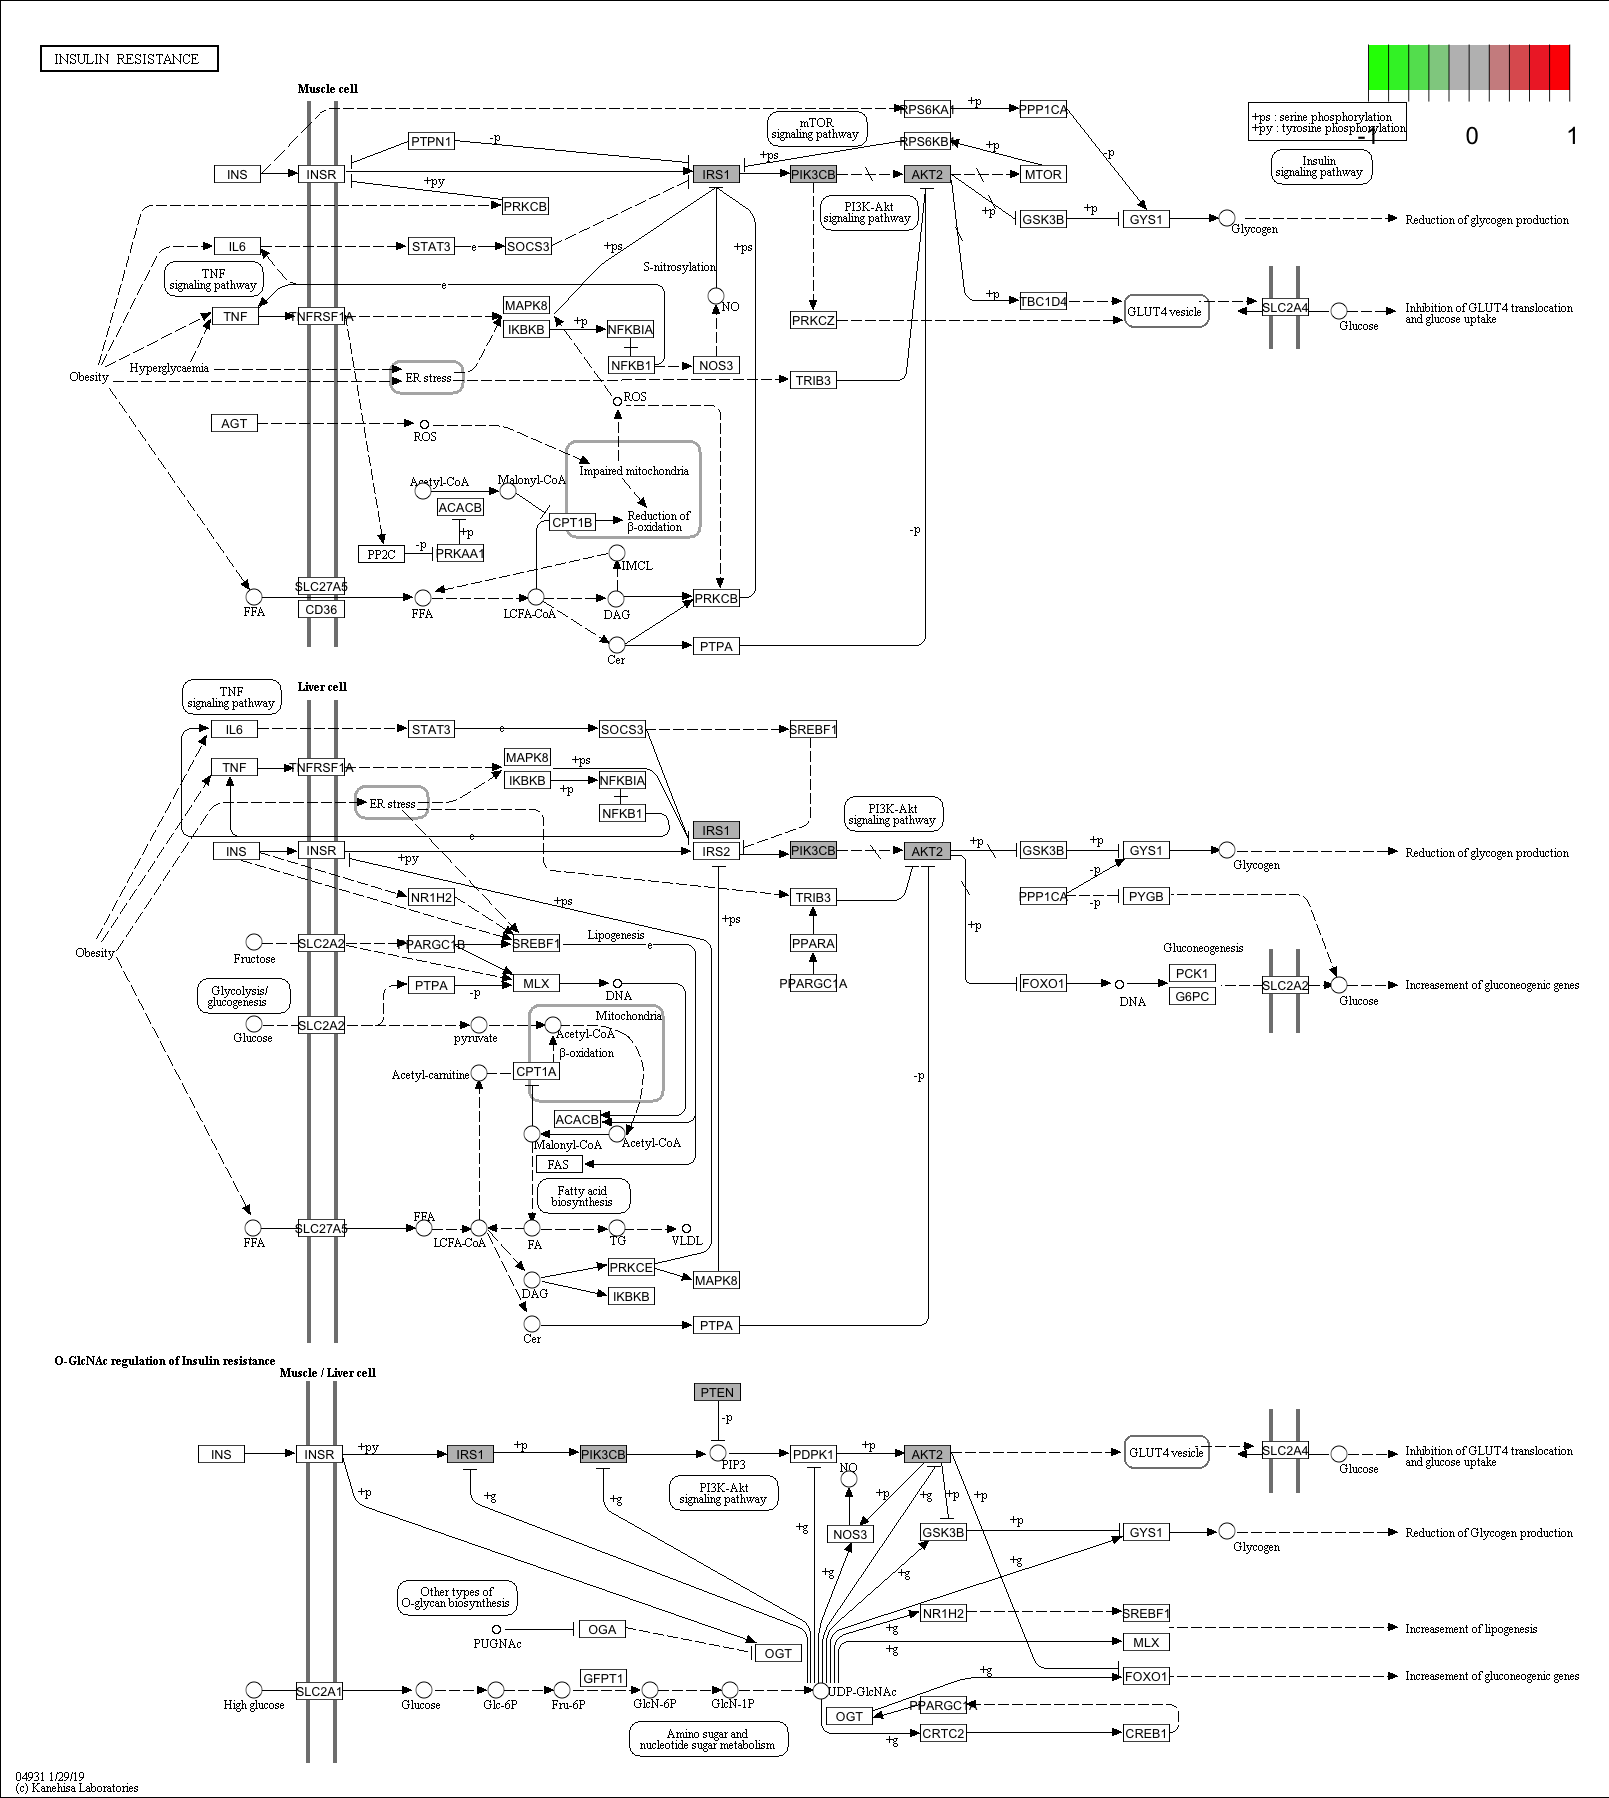 INSULIN RESISTANCE
-1 0 1
+ps : serine phosphorylation
+py : tyrosine phosphorylation
Muscle cell
RPS6KA1 +p PPP1CA
mTOR
signaling pathway
PTPN1 -p RPS6KB1
+ps +p -p
Insulin
signaling pathway
INS INSR IRS1 PIK3CB AKT2 MTOR
+py
PRKCB
PI3K-Akt
signaling pathway
+p GSK3B +p GYS1
Glycogen
Reduction of glycogen production
IL6 STAT3 e SOCS3 +ps +ps
TNF
signaling pathway
S-nitrosylation
e
NO
+p TBC1D4
GLUT4 vesicle
SLC2A4
Glucose
Inhibition of GLUT4 translocation
and glucose uptake
TNF TNFRSF1A MAPK8
IKBKB +p NFKBIA
PRKCZ
NFKB1 NOS3
Hyperglycaemia
Obesity
ER stress
TRIB3
ROS
AGT
ROS
Impaired mitochondria
Acetyl-CoA Malonyl-CoA
ACACB
CPT1B
Reduction of
β-oxidation
+p
-p
PP2C -p PRKAA1
IMCL
SLC27A5
CD36
FFA FFA LCFA-CoA DAG PRKCB
Cer PTPA
TNF
signaling pathway
Liver cell
IL6 STAT3 e SOCS3 SREBF1
TNF TNFRSF1A MAPK8 +ps
IKBKB +p NFKBIA
ER stress
NFKB1
PI3K-Akt
signaling pathway
e
IRS1
INS INSR +py IRS2 PIK3CB AKT2 +p GSK3B +p GYS1
Glycogen
Reduction of glycogen production
-p
NR1H2 +ps TRIB3 PPP1CA -p PYGB
+ps +p
Fructose SLC2A2 PPARGC1B SREBF1 Lipogenesis e PPARA
Gluconeogenesis
Obesity
Glycolysis/
glucogenesis
PTPA -p MLX DNA PPARGC1A FOXO1 DNA
PCK1
G6PC
SLC2A2
Glucose
Increasement of gluconeogenic genes
Glucose SLC2A2 pyruvate Acetyl-CoA Mitochondria
β-oxidation
Acetyl-carnitine CPT1A
-p
ACACB
Malonyl-CoA Acetyl-CoA
FAS
Fatty acid
biosynthesis
FFA SLC27A5 FFA LCFA-CoA FA TG VLDL
PRKCE
MAPK8
DAG IKBKB
Cer PTPA
O-GlcNAc regulation of Insulin resistance
Muscle / Liver cell
PTEN
-p
INS INSR +py IRS1 +p PIK3CB PIP3 PDPK1 +p AKT2
GLUT4 vesicle
SLC2A4
Glucose
Inhibition of GLUT4 translocation
and glucose uptake
PI3K-Akt
signaling pathway
NO
+p +g +g +p +g +p +p
+g NOS3 GSK3B +p GYS1
Glycogen
Reduction of Glycogen production
+g +g +g
Other types of
O-glycan biosynthesis
PUGNAc OGA
OGT
NR1H2 SREBF1
+g
+g MLX
Increasement of lipogenesis
High glucose SLC2A1 Glucose Glc-6P Fru-6P GFPT1 GlcN-6P GlcN-1P UDP-GlcNAc
+g FOXO1
Increasement of gluconeogenic genes
OGT PPARGC1A
+g CRTC2 CREB1
Amino sugar and
nucleotide sugar metabolism
04931 1/29/19
(c) Kanehisa Laboratories